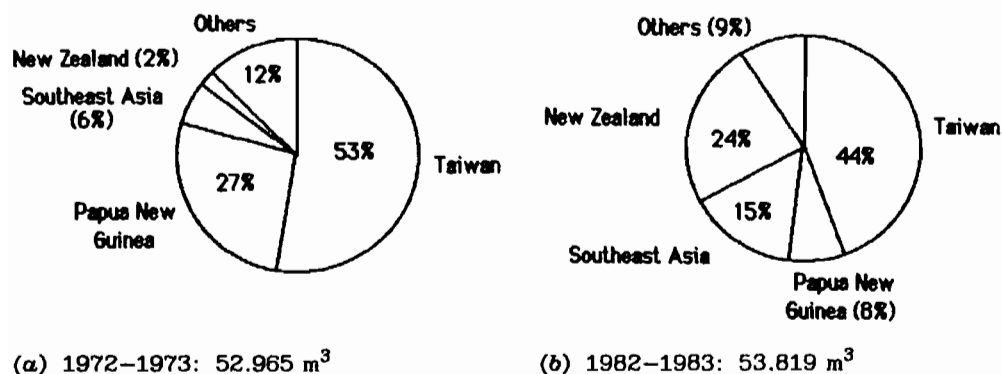 Others
New Zealand (2%)
12%
Southeast Asia
(6%)
53%
Taiwan
27%
Papua New
Guinea
Others (9%)
New Zealand
Taiwan
24%
44%
15%
Southeast Asia
Papua New
Guinea (8%)
(a) 1972–1973: 52.965 m³
(b) 1982–1983: 53.819 m³